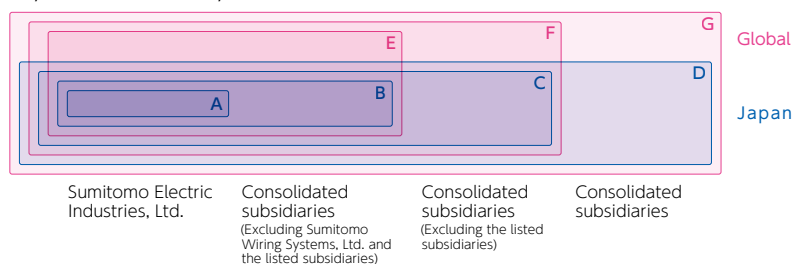 G
F
Global
E
D
C
B
A
Japan
Sumitomo Electric
Industries, Ltd.
Consolidated
subsidiaries
(Excluding Sumitomo
Wiring Systems, Ltd. and
the listed subsidiaries)
Consolidated
subsidiaries
(Excluding the listed
subsidiaries)
Consolidated
subsidiaries